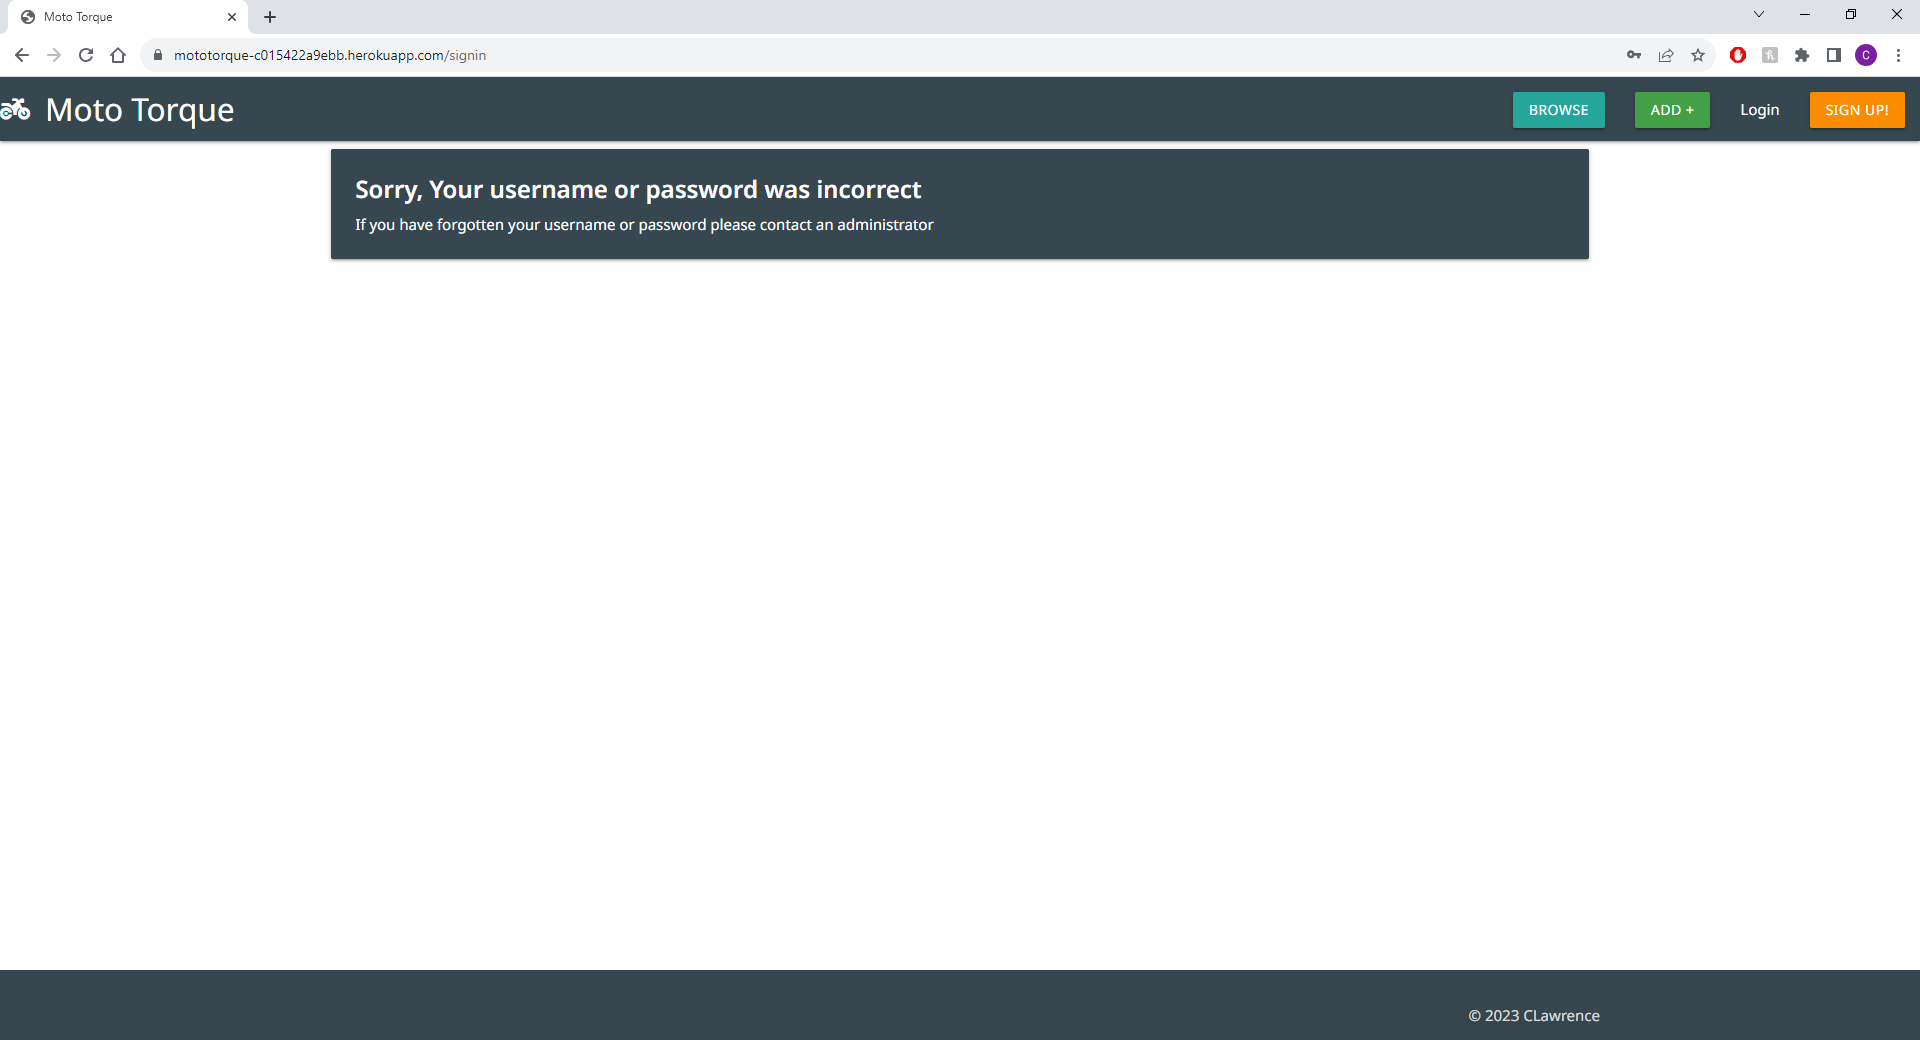 Moto Torque
mototorque-c015422a9ebb.herokuapp.com/signin
C
Moto Torque
BROWSE
ADD +
Login
SIGN UP!
Sorry, Your username or password was incorrect
If you have forgotten your username or password please contact an administrator
© 2023 CLawrence